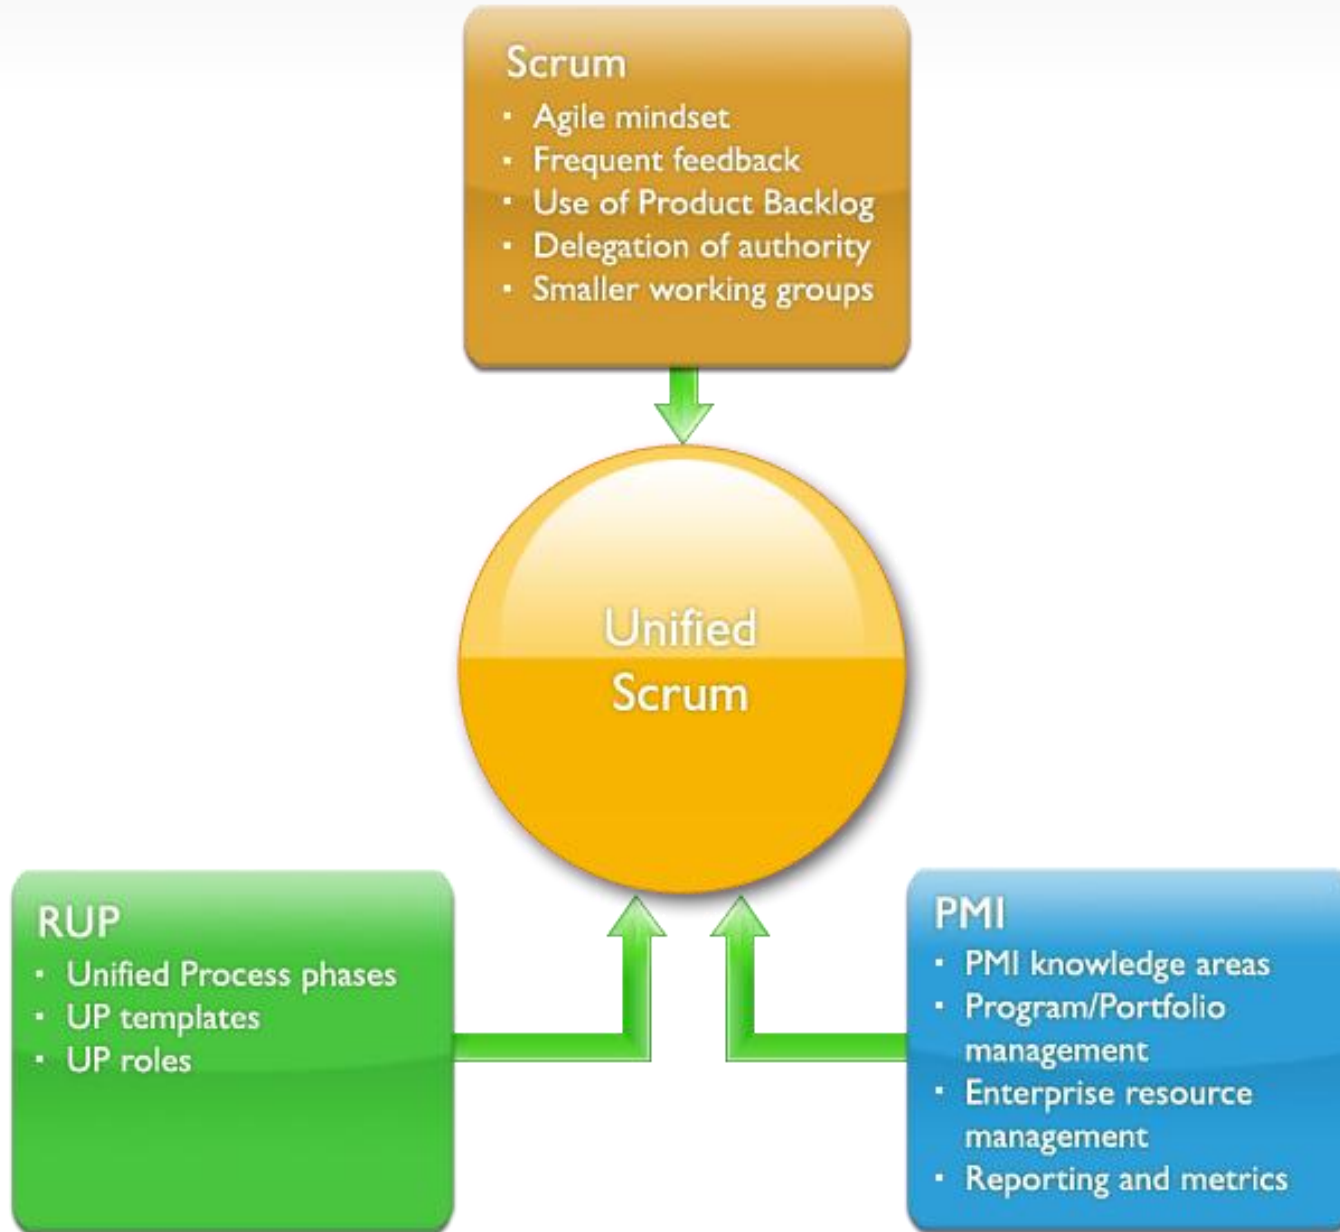 Scrum
▪ Agile mindset
▪ Frequent feedback
▪ Use of Product Backlog
▪ Delegation of authority
▪ Smaller working groups
Unified
Scrum
RUP
▪ Unified Process phases
▪ UP templates
▪ UP roles
PMI
▪ PMI knowledge areas
▪ Program/Portfolio
management
▪ Enterprise resource
management
▪ Reporting and metrics